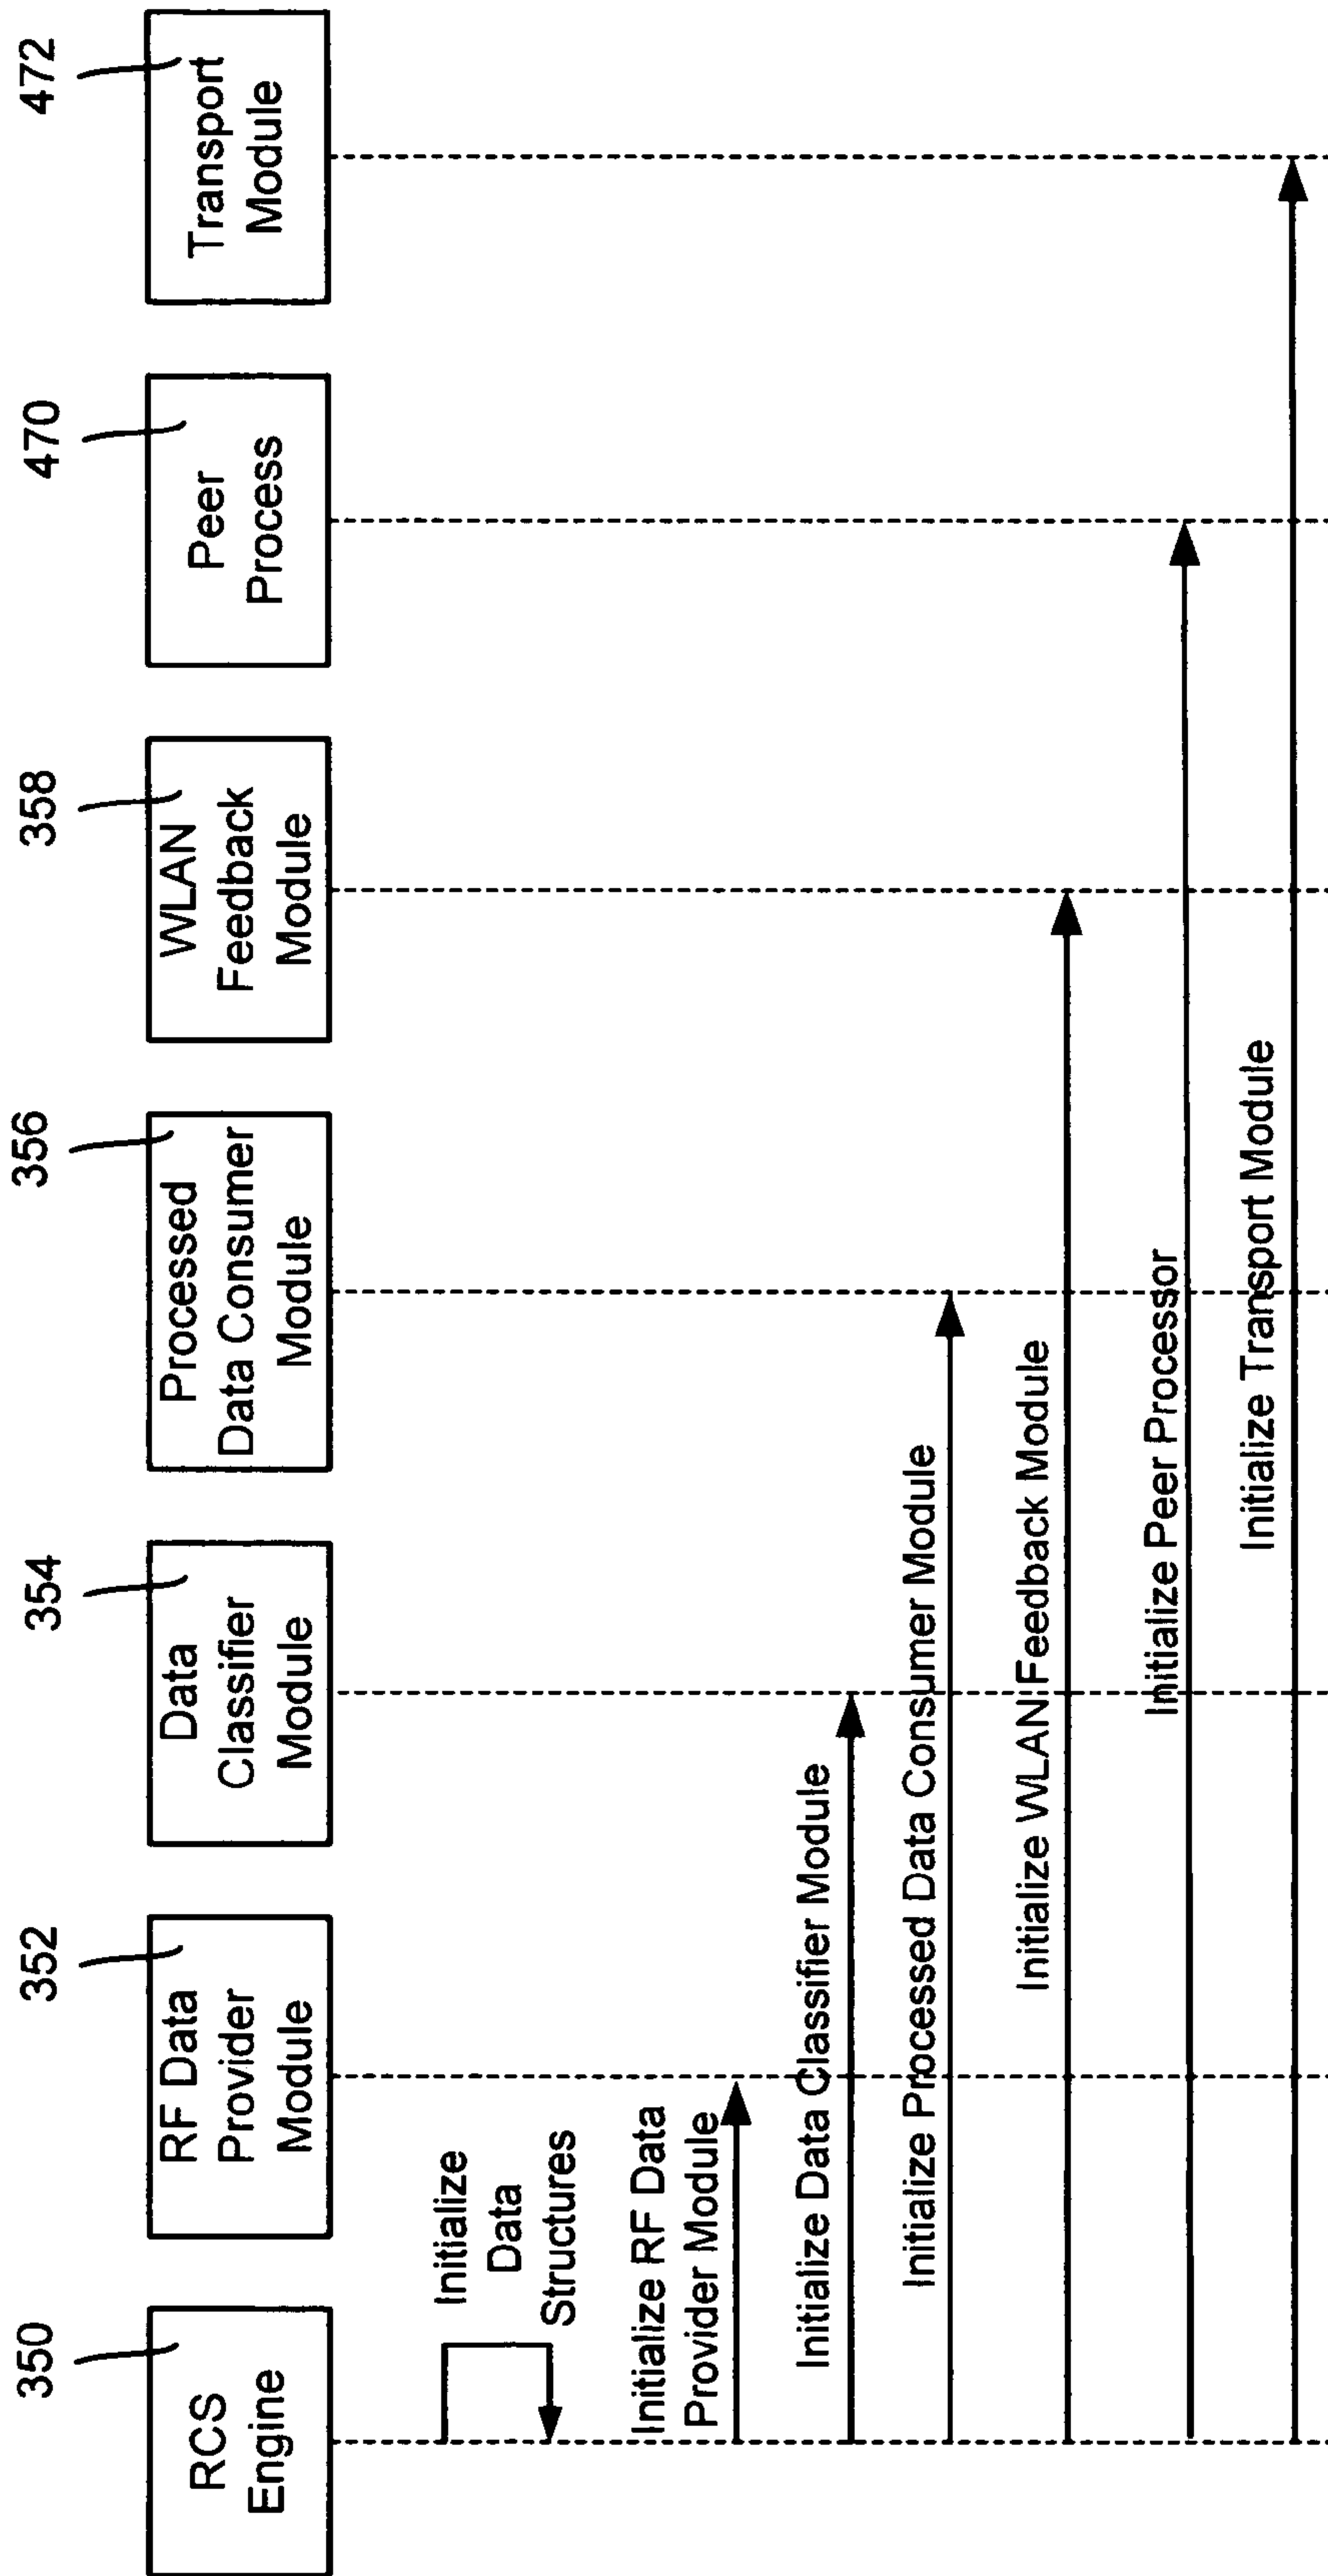 350
RCS
Engine
352
RF Data
Provider
Module
354
Data
Classifier
Module
356
Processed
Data Consumer
Module
358
WLAN
Feedback
Module
470
Peer
Process
472
Transport
Module
Initialize
Data
Structures
Initialize RF Data
Provider Module
Initialize Data Classifier Module
Initialize Processed Data Consumer Module
Initialize WLAN Feedback Module
Initialize Peer Processor
Initialize Transport Module